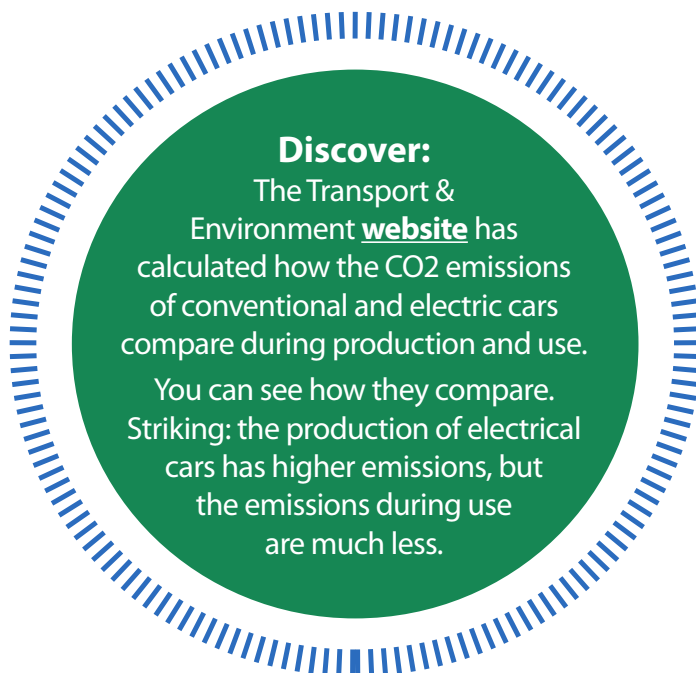 Discover:
The Transport &
Environment website has
calculated how the CO2 emissions
of conventional and electric cars
compare during production and use.
You can see how they compare.
Striking: the production of electrical
cars has higher emissions, but
the emissions during use
are much less.